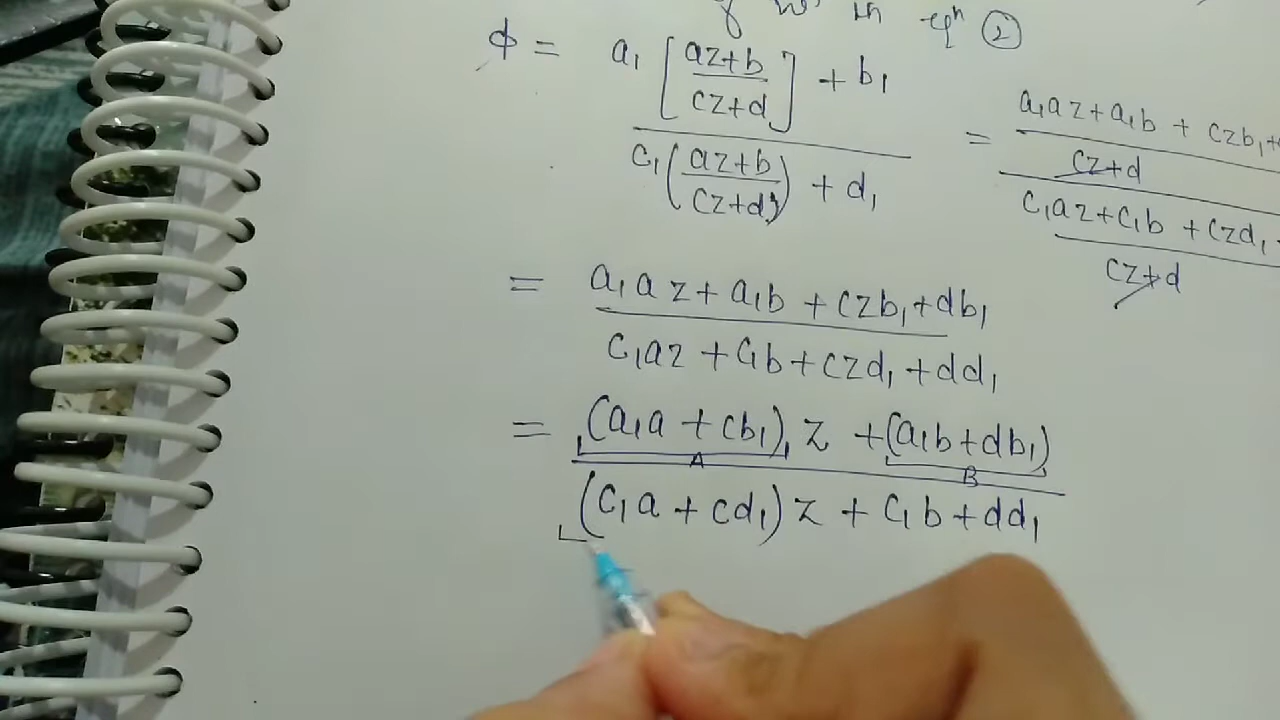 w in eqⁿ ②
ϕ = a₁ [az+b / cz+d] + b₁ / c₁ (az+b / cz+d) + d₁ = a₁az + a₁b + czb₁ + / cz+d / c₁az + c₁b + czd₁ + / cz+d
= a₁az + a₁b + czb₁ + db₁ / c₁az + c₁b + czd₁ + dd₁
= (a₁a + cb₁) z + (a₁b + db₁)
A B
(c₁a + cd₁) z + c₁b + dd₁